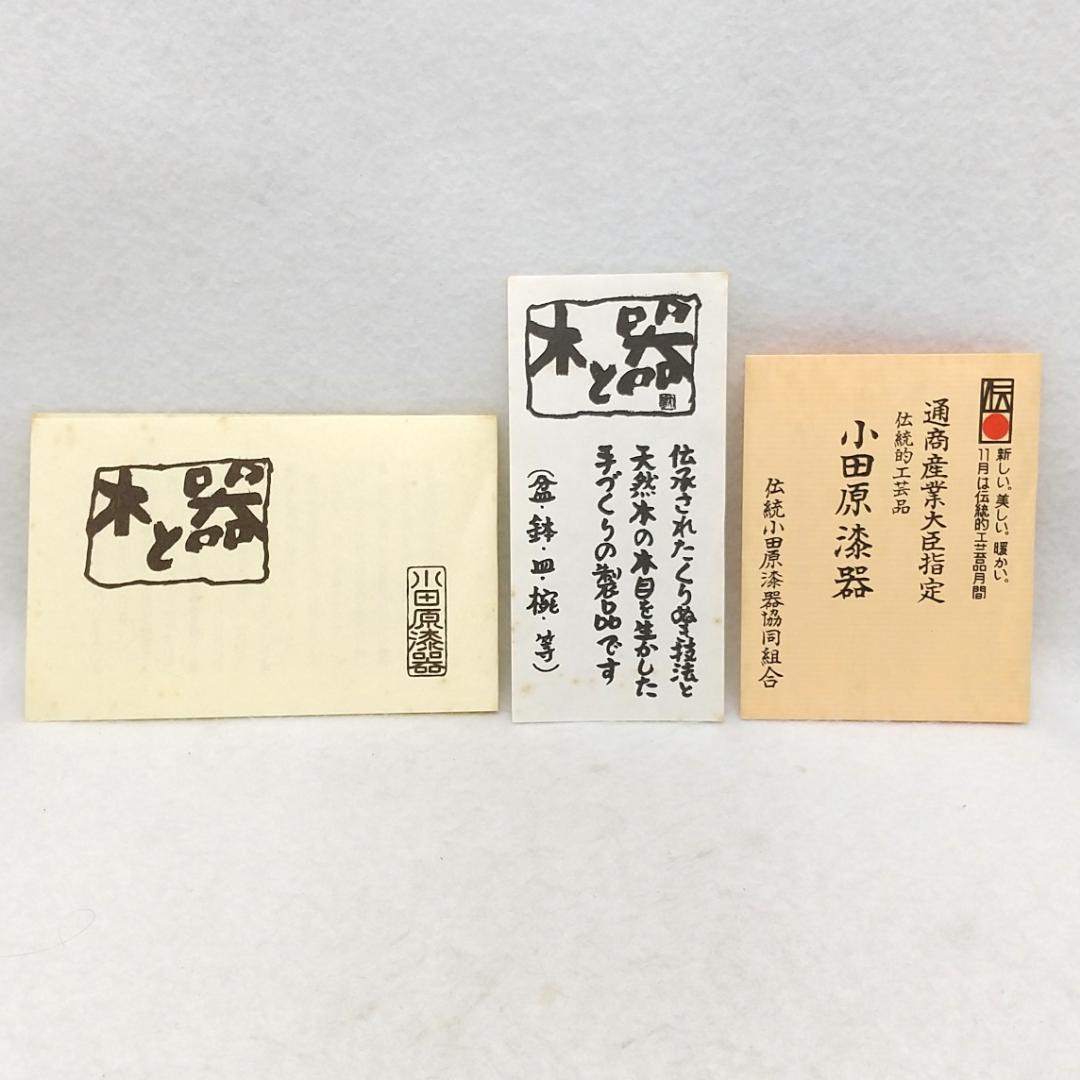 木と器
小田原漆器
木と器
伝承されたくりぬき技法と
天然木の木目を生かした
手づくりの製品です
(盆・鉢・皿・椀・等)
伝
新しい。美しい。暖かい。
11月は伝統的工芸品月間
通商産業大臣指定
伝統的工芸品
小田原漆器
伝統小田原漆器協同組合